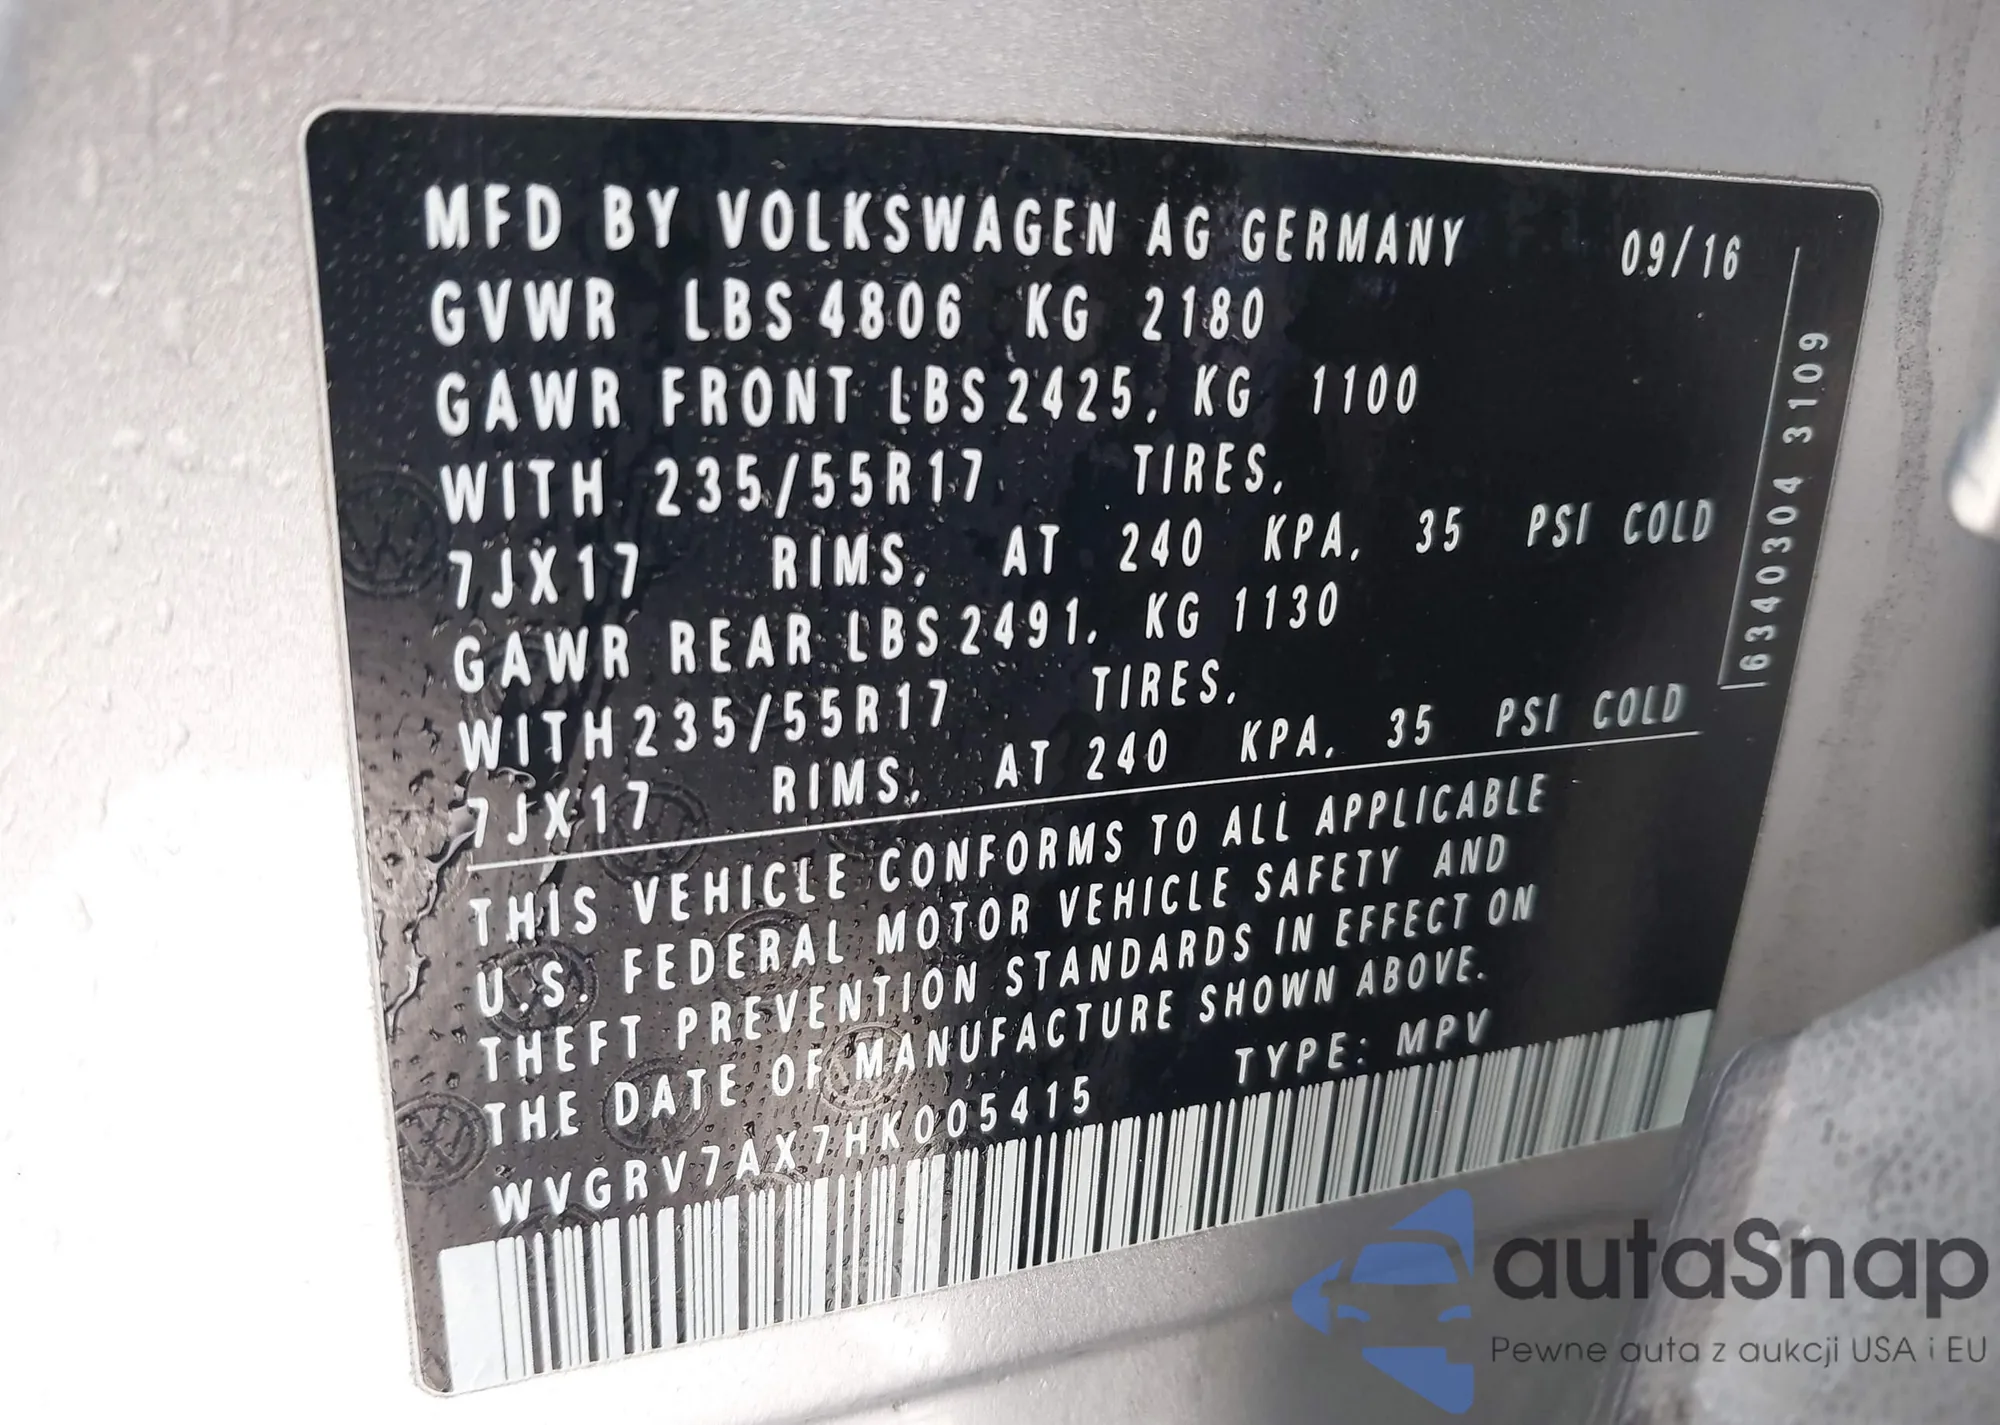 MFD BY VOLKSWAGEN AG GERMANY 09/16
GVWR LBS 4806 KG 2180
GAWR FRONT LBS 2425, KG 1100
WITH 235/55R17 TIRES,
7JX17 RIMS, AT 240 KPA, 35 PSI COLD
GAWR REAR LBS 2491, KG 1130
WITH 235/55R17 TIRES,
7JX17 RIMS, AT 240 KPA, 35 PSI COLD
6340304 3109
THIS VEHICLE CONFORMS TO ALL APPLICABLE
U.S. FEDERAL MOTOR VEHICLE SAFETY AND
THEFT PREVENTION STANDARDS IN EFFECT ON
THE DATE OF MANUFACTURE SHOWN ABOVE.
WVGRV7AX7HK005415 TYPE: MPV
autaSnap
Pewne auta z aukcji USA i EU